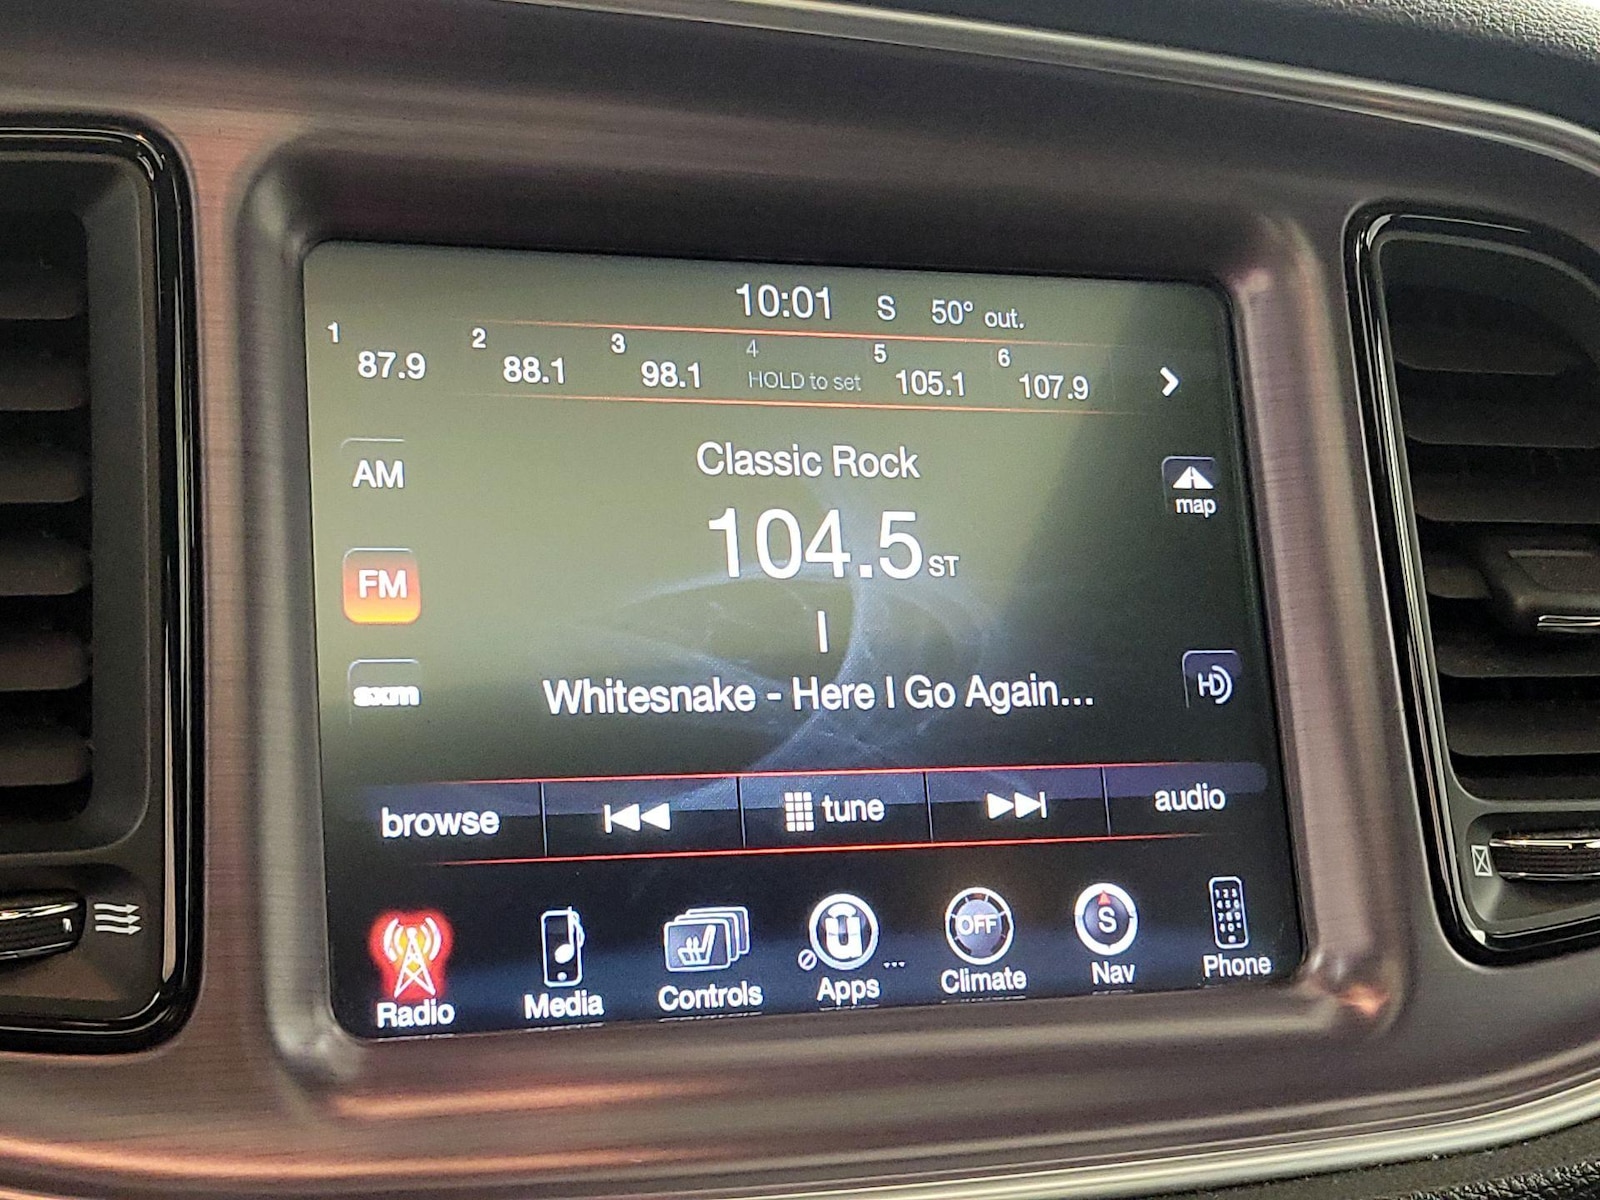 10:01 S 50° out.
1 87.9 2 88.1 3 98.1 4 HOLD to set 5 105.1 6 107.9
AM
Classic Rock
map
104.5 ST
FM
sxm
Whitesnake - Here I Go Again...
HD
browse tune audio
OFF
S
Radio Media Controls Apps ... Climate Nav Phone